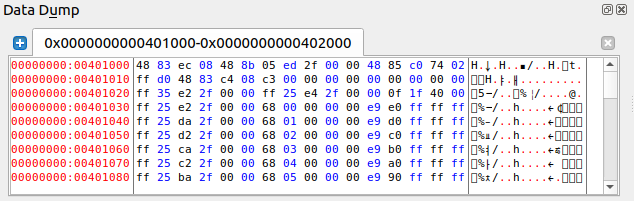 Data Dump
0x0000000000401000-0x0000000000402000
00000000:00401000 48 83 ec 08 48 8b 05 ed 2f 00 00 48 85 c0 74 02
00000000:00401010 ff d0 48 83 c4 08 c3 00 00 00 00 00 00 00 00 00
00000000:00401020 ff 35 e2 2f 00 00 ff 25 e4 2f 00 00 0f 1f 40 00
00000000:00401030 ff 25 e2 2f 00 00 68 00 00 00 00 e9 e0 ff ff ff
00000000:00401040 ff 25 da 2f 00 00 68 01 00 00 00 e9 d0 ff ff ff
00000000:00401050 ff 25 d2 2f 00 00 68 02 00 00 00 e9 c0 ff ff ff
00000000:00401060 ff 25 ca 2f 00 00 68 03 00 00 00 e9 b0 ff ff ff
00000000:00401070 ff 25 c2 2f 00 00 68 04 00 00 00 e9 a0 ff ff ff
00000000:00401080 ff 25 ba 2f 00 00 68 05 00 00 00 e9 90 ff ff ff